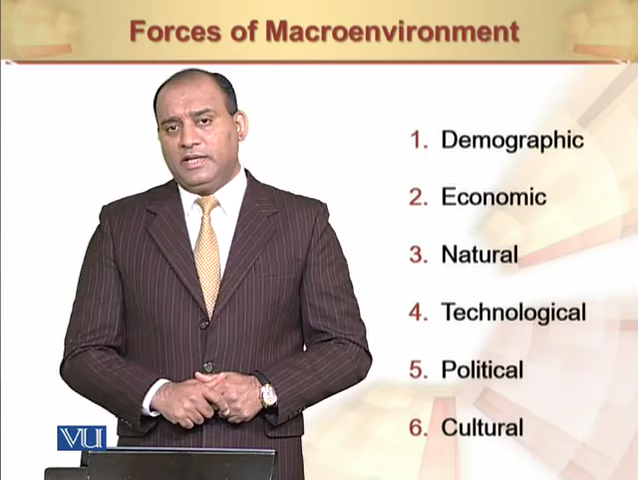 Forces of Macroenvironment
1. Demographic
2. Economic
3. Natural
4. Technological
5. Political
6. Cultural
VU